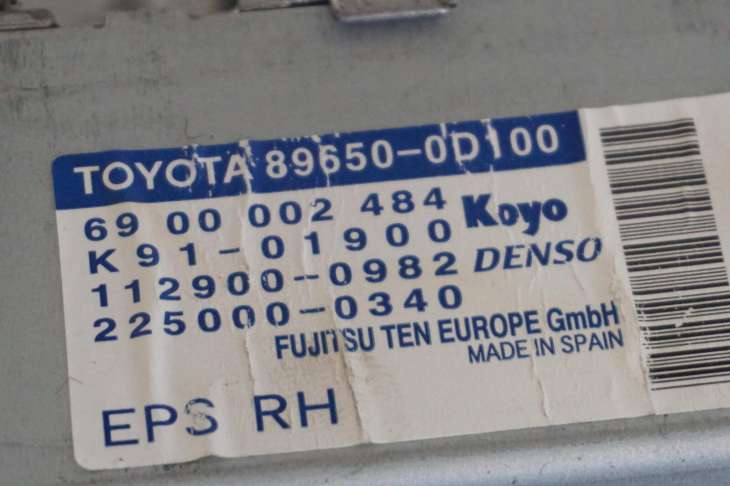 TOYOTA 89650-0D100
69 00 002 484
K91-01900 Koyo
112900-0982 DENSO
225000-0340
FUJITSU TEN EUROPE GmbH
MADE IN SPAIN
EPS RH